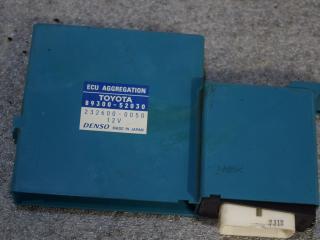 ECU AGGREGATION
TOYOTA
89300-52030
232600-0050
12V
DENSO MADE IN JAPAN